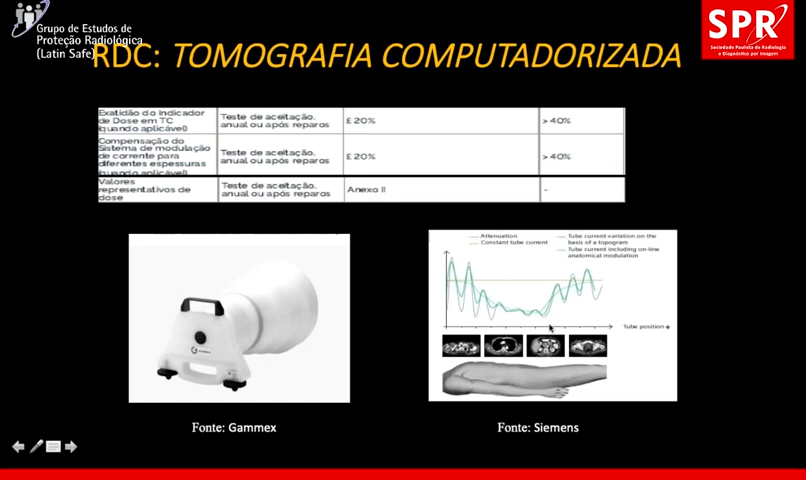 Grupo de Estudos de
Proteção Radiológica
(Latin Safe)
SPR
Sociedade Paulista de Radiologia
e Diagnóstico por Imagem
RDC: TOMOGRAFIA COMPUTADORIZADA
Exatidão do Indicador
de Dose em TC
(quando aplicável)
Teste de aceitação,
anual ou após reparos
£ 20%
> 40%
Compensação do
Sistema de modulação
de corrente para
diferentes espessuras
(quando aplicável)
Teste de aceitação,
anual ou após reparos
£ 20%
> 40%
Valores
representativos de
dose
Teste de aceitação,
anual ou após reparos
Anexo II
-
Attenuation
Constant tube current
Tube current variation on the
basis of a topogram
Tube current including on-line
anatomical modulation
Tube position
GAMMEX
Fonte: Gammex
Fonte: Siemens